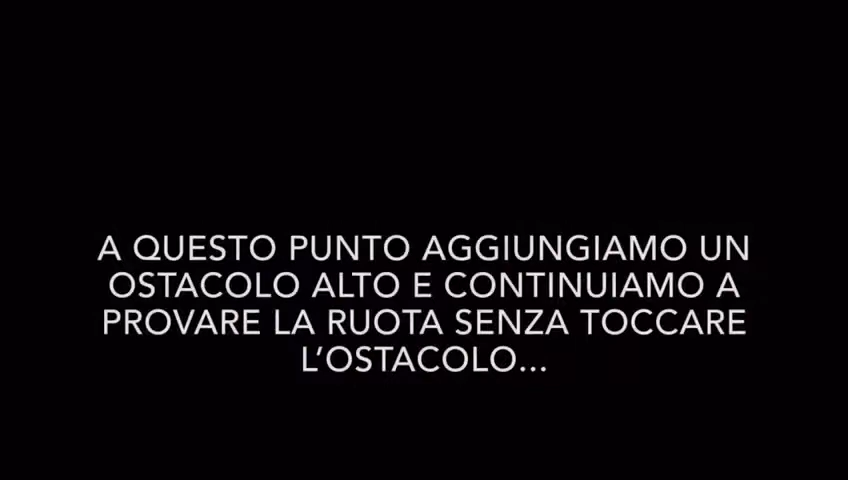 A QUESTO PUNTO AGGIUNGIAMO UN
OSTACOLO ALTO E CONTINUIAMO A
PROVARE LA RUOTA SENZA TOCCARE
L’OSTACOLO...